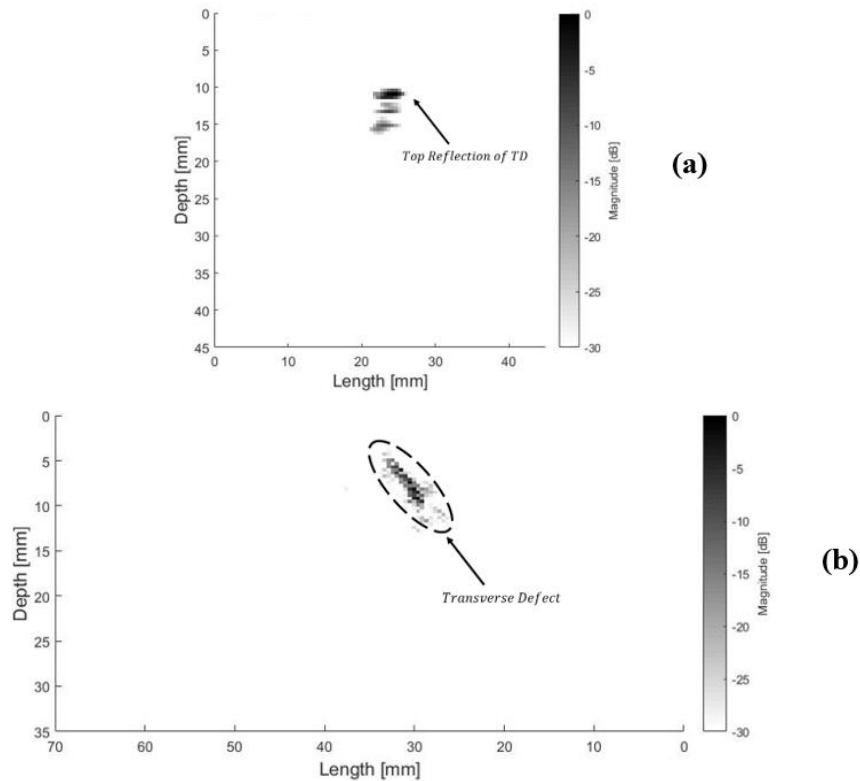 0
5
10
15
20
25
30
35
40
45
Depth [mm]
0 10 20 30 40
Length [mm]
Top Reflection of TD
0
-5
-10
-15
-20
-25
-30
Magnitude [dB]
(a)
0
5
10
15
20
25
30
35
Depth [mm]
70 60 50 40 30 20 10 0
Length [mm]
Transverse Defect
0
-5
-10
-15
-20
-25
-30
Magnitude [dB]
(b)